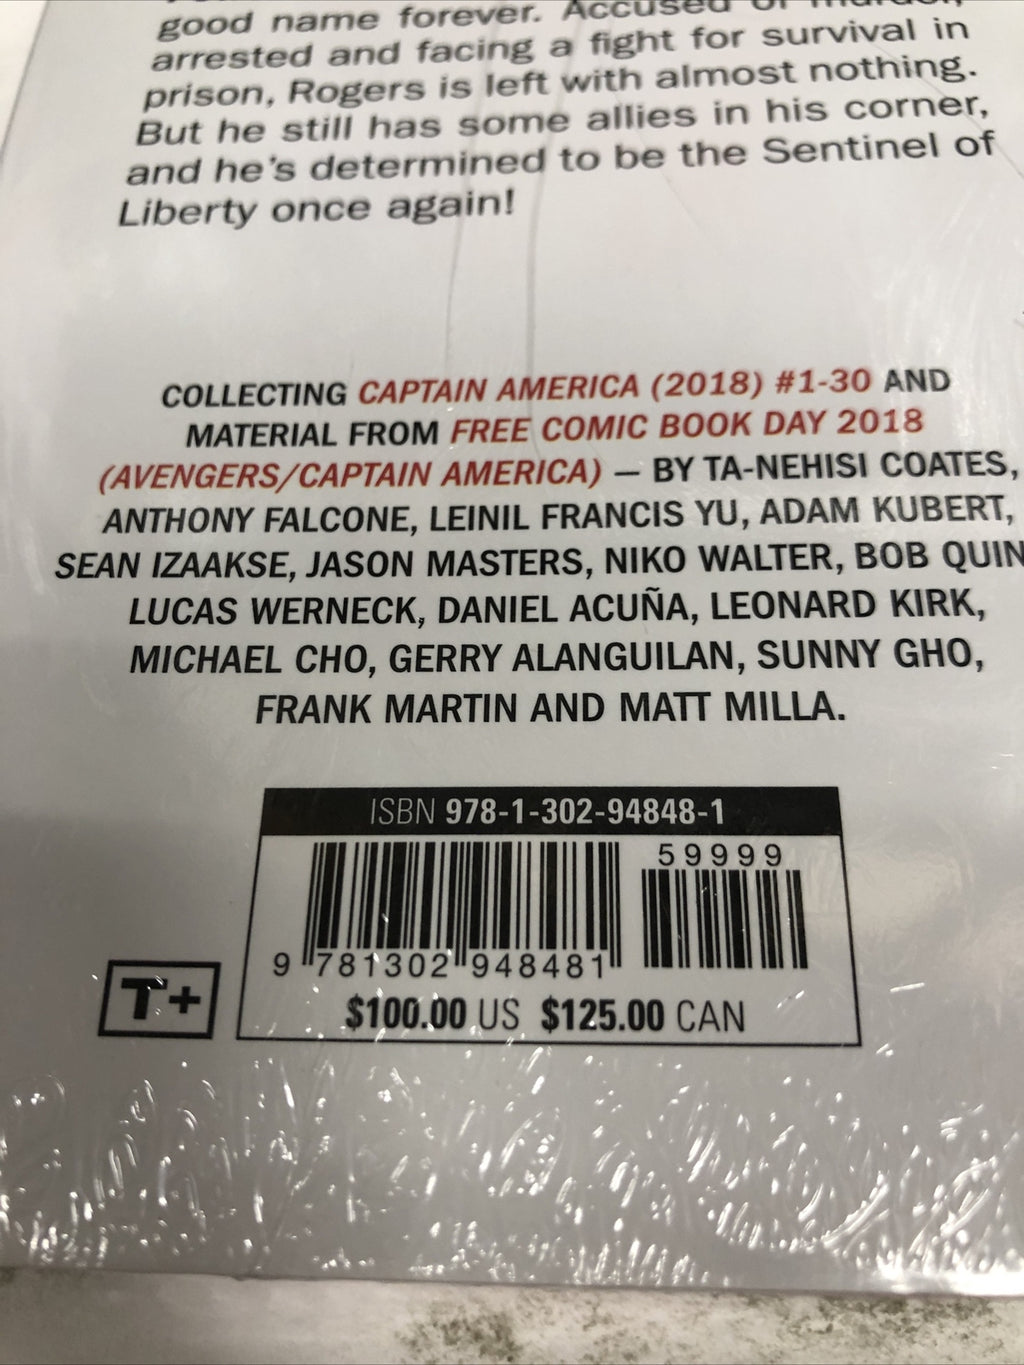 good name forever. Accused of murder,
arrested and facing a fight for survival in
prison, Rogers is left with almost nothing.
But he still has some allies in his corner,
and he's determined to be the Sentinel of
Liberty once again!
COLLECTING CAPTAIN AMERICA (2018) #1-30 AND
MATERIAL FROM FREE COMIC BOOK DAY 2018
(AVENGERS/CAPTAIN AMERICA) — BY TA-NEHISI COATES,
ANTHONY FALCONE, LEINIL FRANCIS YU, ADAM KUBERT,
SEAN IZAAKSE, JASON MASTERS, NIKO WALTER, BOB QUIN
LUCAS WERNECK, DANIEL ACUÑA, LEONARD KIRK,
MICHAEL CHO, GERRY ALANGUILAN, SUNNY GHO,
FRANK MARTIN AND MATT MILLA.
ISBN 978-1-302-94848-1
59999
9 781302 948481
T+
$100.00 US $125.00 CAN